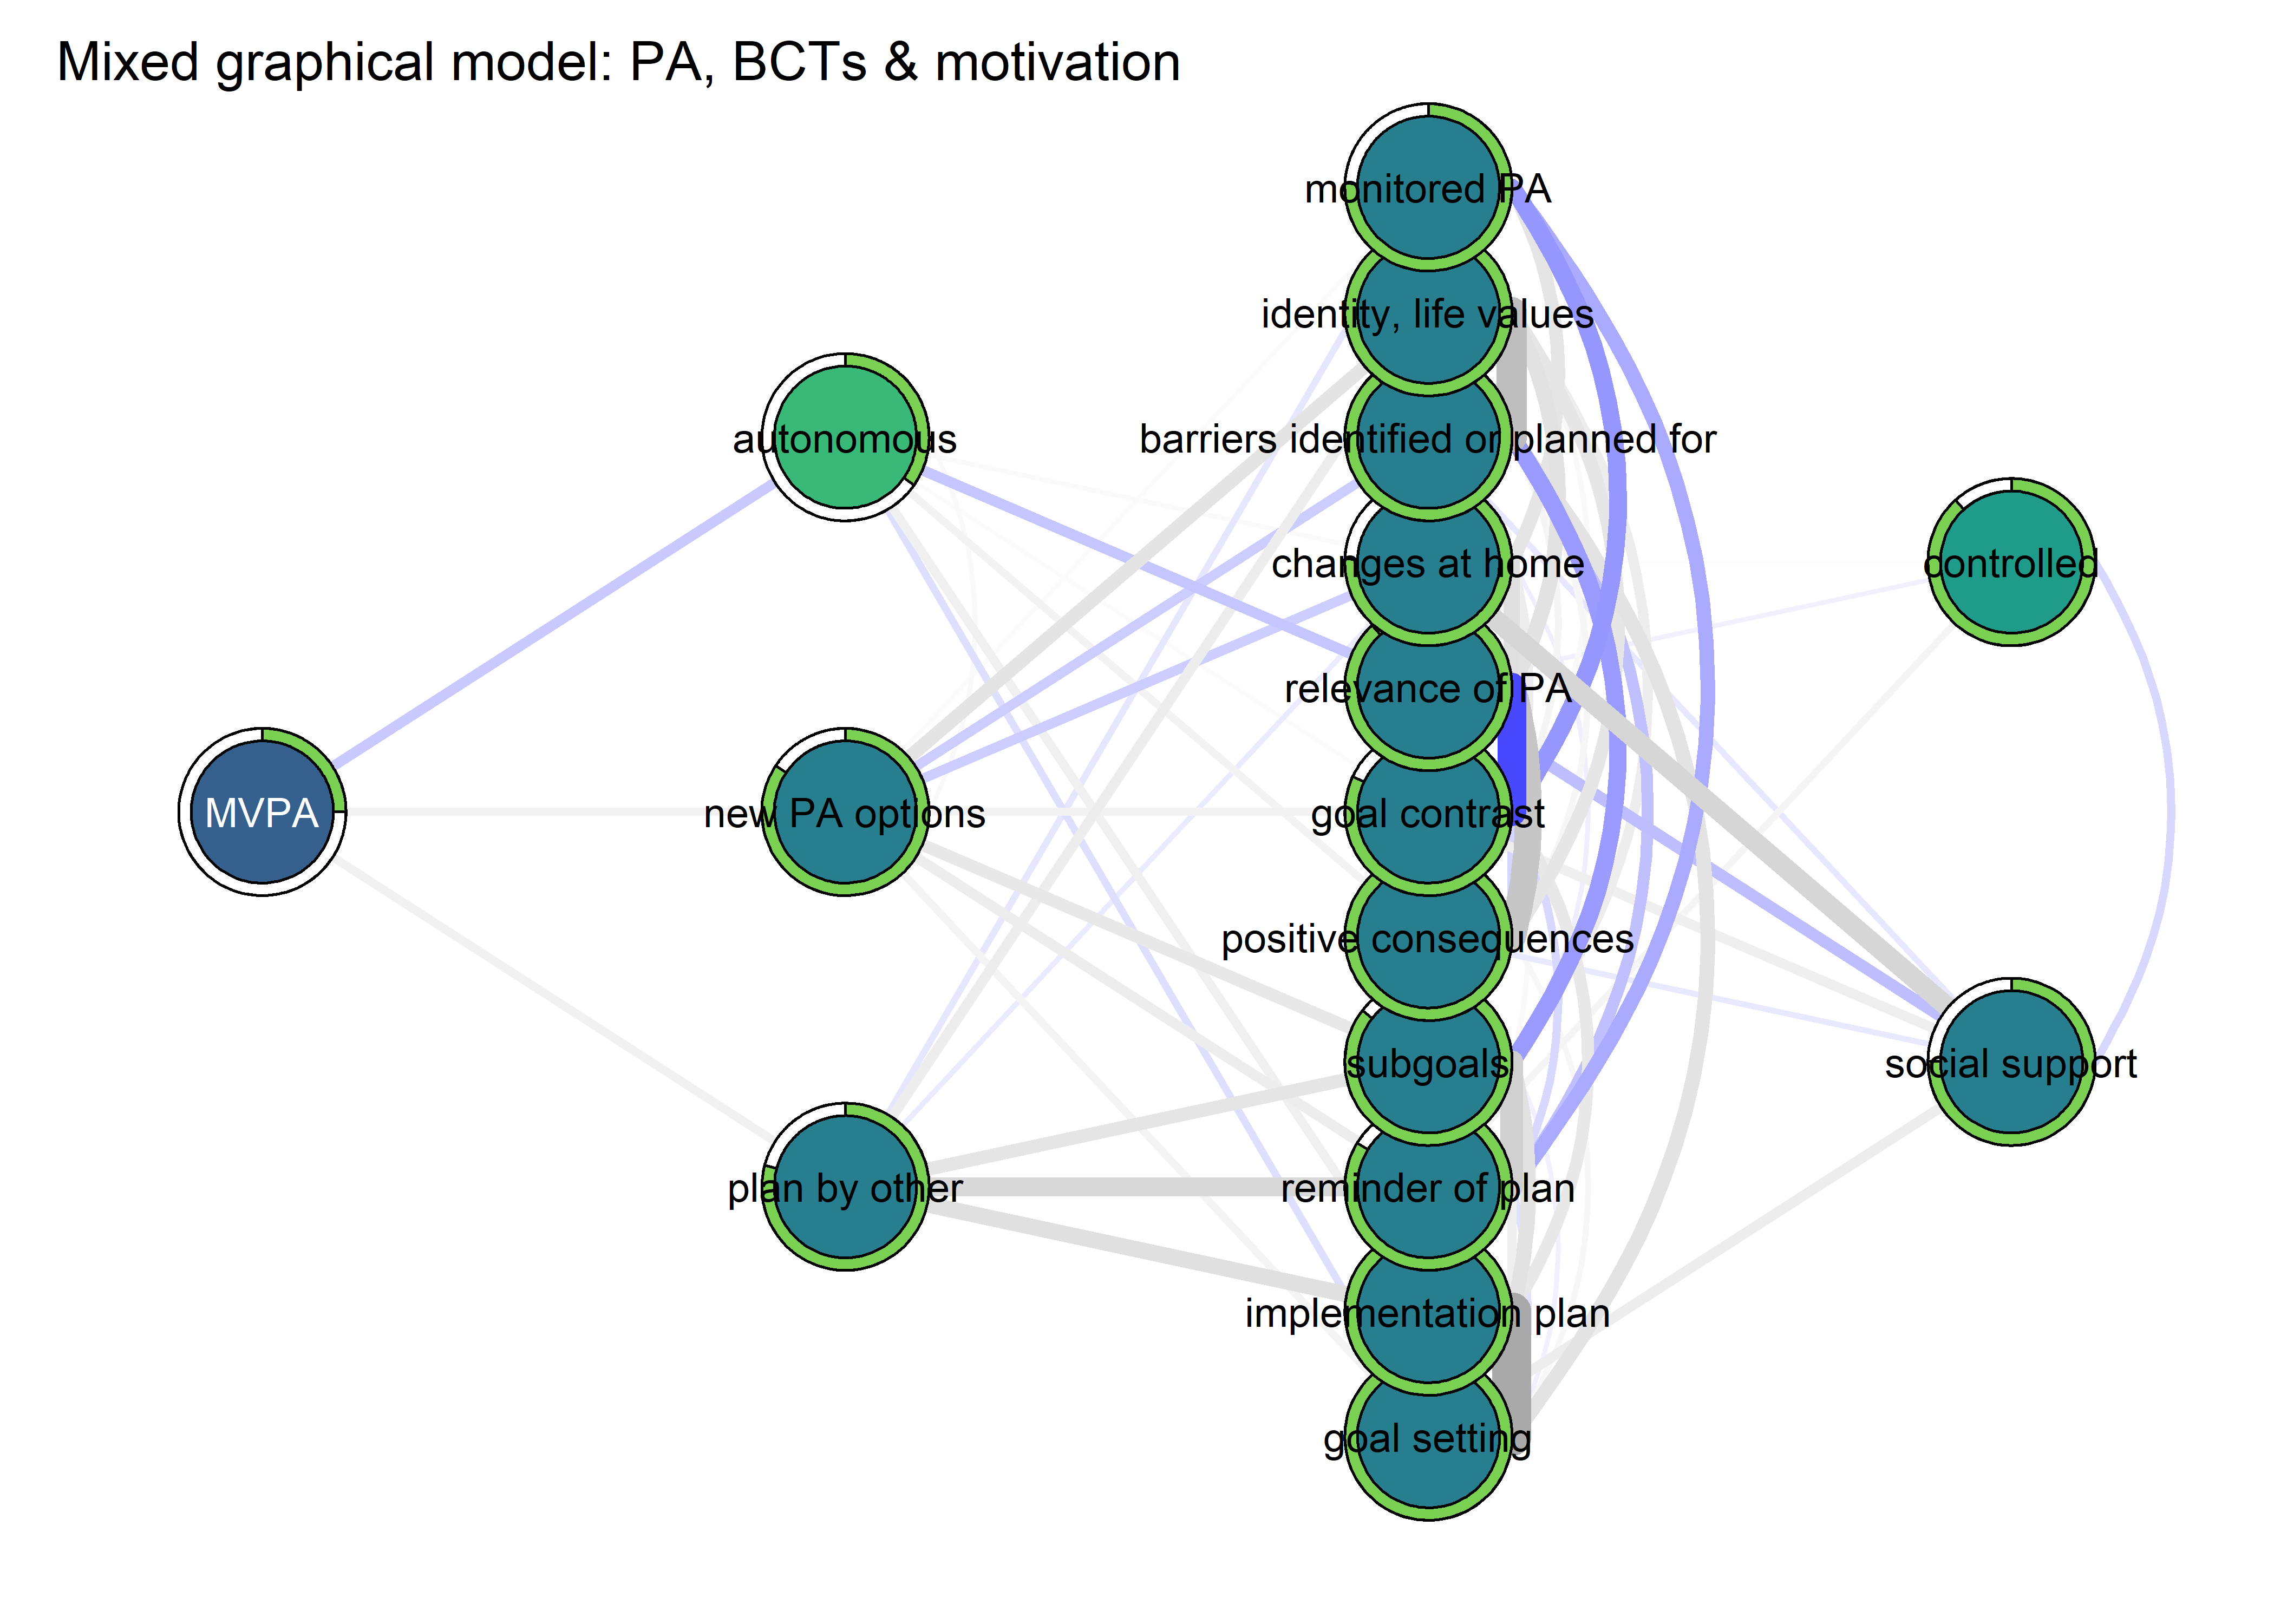 Mixed graphical model: PA, BCTs & motivation
monitored PA
identity, life values
autonomous
barriers identified or planned for
changes at home
controlled
relevance of PA
MVPA
new PA options
goal contrast
positive consequences
subgoals
social support
plan by other
reminder of plan
implementation plan
goal setting